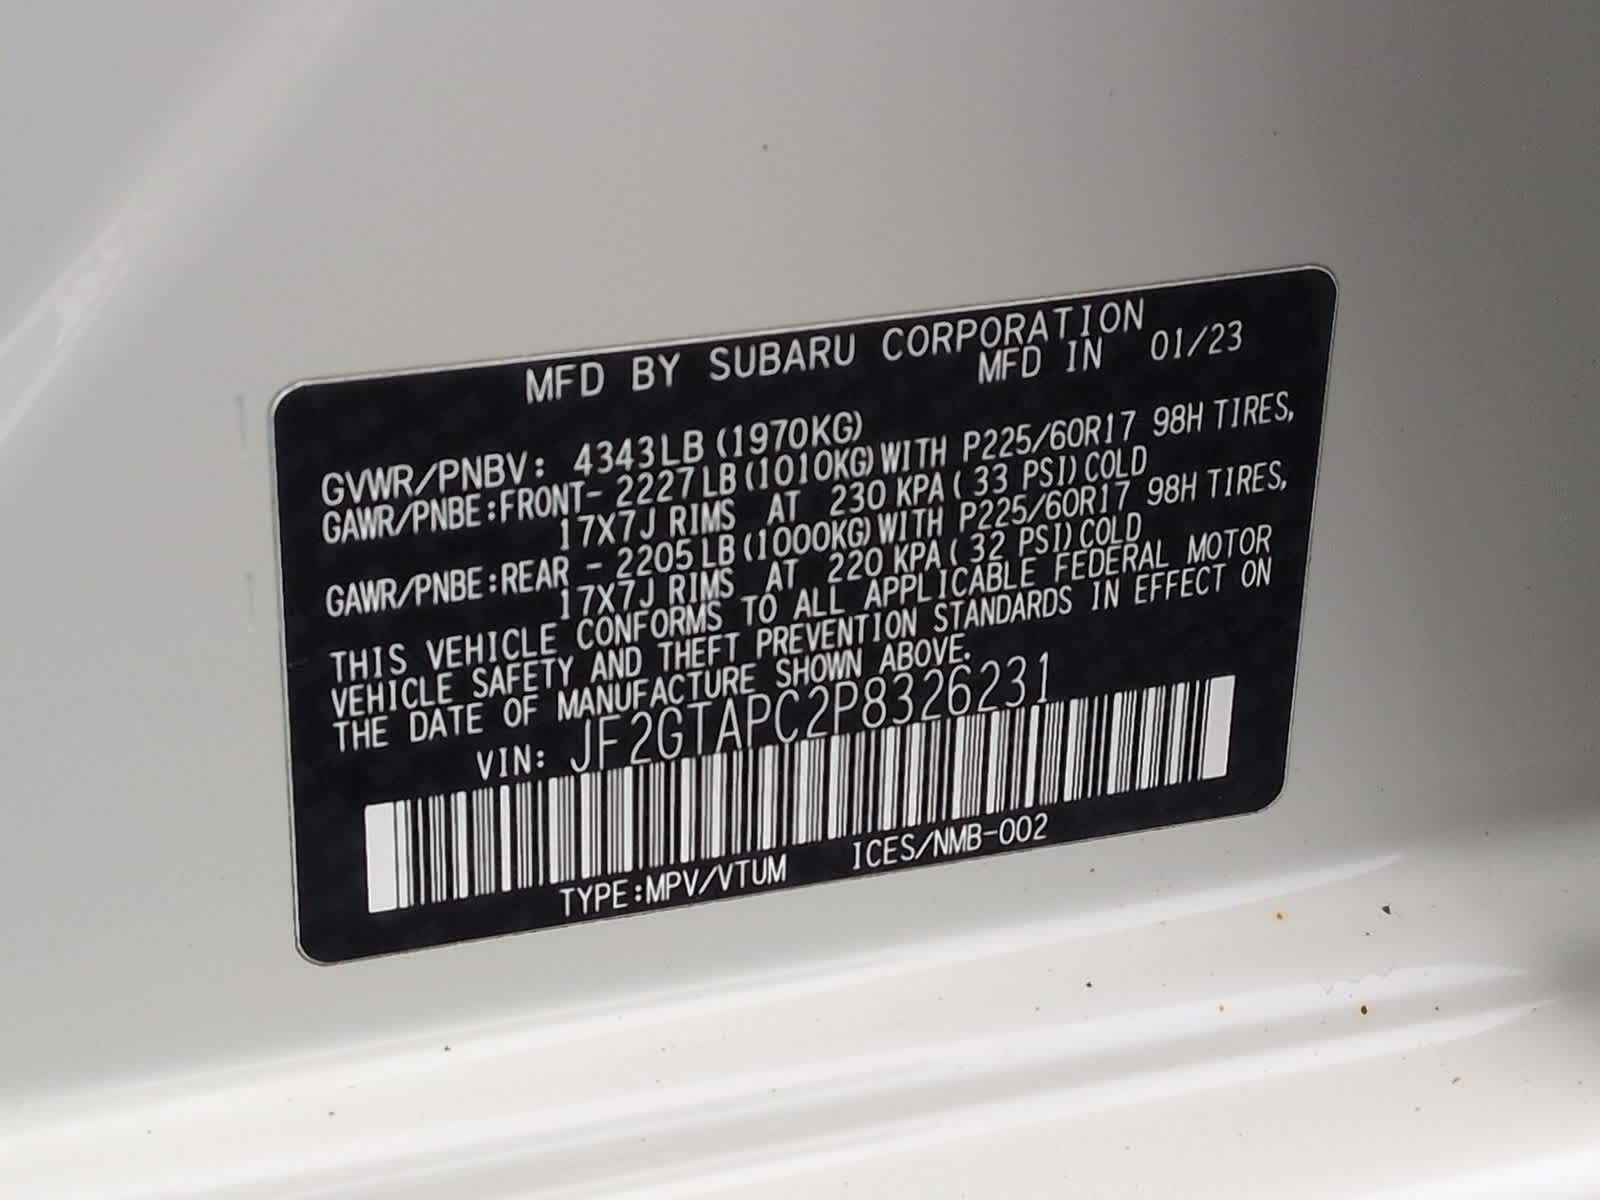 MFD BY SUBARU CORPORATION
MFD IN 01/23
GVWR/PNBV: 4343LB (1970KG)
GAWR/PNBE:FRONT- 2227LB (1010KG) WITH P225/60R17 98H TIRES,
17X7J RIMS AT 230 KPA ( 33 PSI) COLD
GAWR/PNBE:REAR - 2205LB (1000KG) WITH P225/60R17 98H TIRES,
17X7J RIMS AT 220 KPA ( 32 PSI) COLD
THIS VEHICLE CONFORMS TO ALL APPLICABLE FEDERAL MOTOR
VEHICLE SAFETY AND THEFT PREVENTION STANDARDS IN EFFECT ON
THE DATE OF MANUFACTURE SHOWN ABOVE.
VIN: JF2GTAPC2P8326231
TYPE:MPV/VTUM ICES/NMB-002